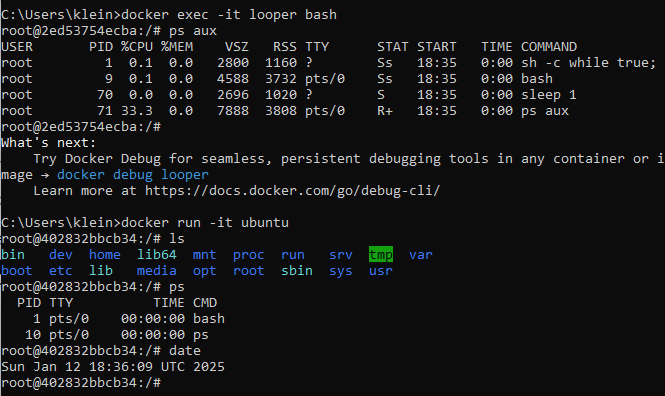 C:\Users\klein>docker exec -it looper bash
root@2ed53754ecba:/# ps aux
USER       PID %CPU %MEM    VSZ   RSS TTY      STAT START   TIME COMMAND
root         1  0.1  0.0   2800  1160 ?        Ss   18:35   0:00 sh -c while true;
root         9  0.1  0.0   4588  3732 pts/0    Ss   18:35   0:00 bash
root        70  0.0  0.0   2696  1020 ?        S    18:35   0:00 sleep 1
root        71 33.3  0.0   7888  3808 pts/0    R+   18:35   0:00 ps aux
root@2ed53754ecba:/#
What's next:
    Try Docker Debug for seamless, persistent debugging tools in any container or i
mage → docker debug looper
    Learn more at https://docs.docker.com/go/debug-cli/
C:\Users\klein>docker run -it ubuntu
root@402832bbcb34:/# ls
bin   dev  home  lib64  mnt  proc  run   srv  tmp  var
boot  etc  lib   media  opt  root  sbin  sys  usr
root@402832bbcb34:/# ps
  PID TTY          TIME CMD
    1 pts/0    00:00:00 bash
   10 pts/0    00:00:00 ps
root@402832bbcb34:/# date
Sun Jan 12 18:36:09 UTC 2025
root@402832bbcb34:/#